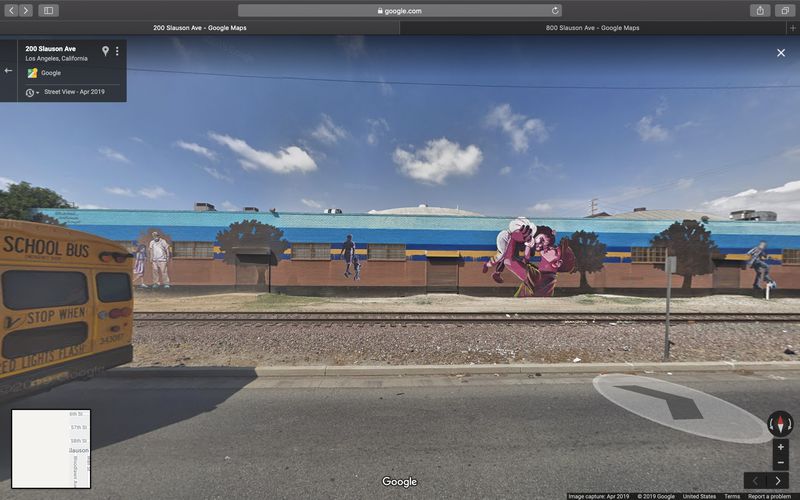 google.com
200 Slauson Ave - Google Maps
800 Slauson Ave - Google Maps
200 Slauson Ave
Los Angeles, California
Google
Street View - Apr 2019
SCHOOL BUS
STOP WHEN
343057
ED LIGHTS FLASH
57th St
58th St
Slauson
Google
Image capture: Apr 2019 © 2019 Google United States Terms Report a problem